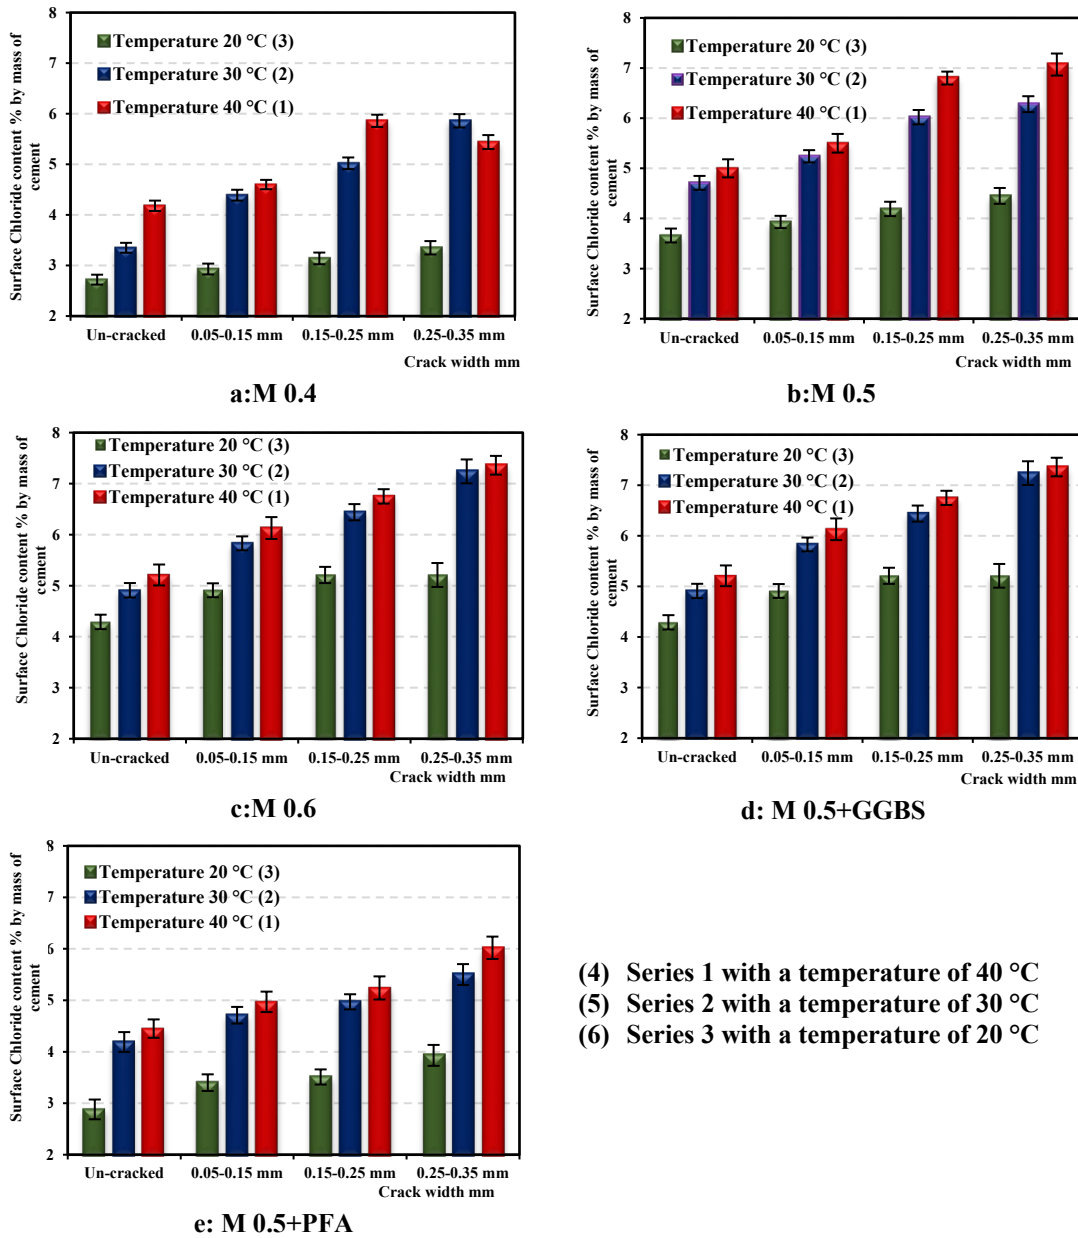 Surface Chloride content % by mass of
cement
8
7
6
5
4
3
2
Temperature 20 °C (3)
Temperature 30 °C (2)
Temperature 40 °C (1)
Un-cracked 0.05-0.15 mm 0.15-0.25 mm 0.25-0.35 mm
Crack width mm
a:M 0.4
Surface Chloride content % by mass of
cement
8
7
6
5
4
3
2
Temperature 20 °C (3)
Temperature 30 °C (2)
Temperature 40 °C (1)
Un-cracked 0.05-0.15 mm 0.15-0.25 mm 0.25-0.35 mm
Crack width mm
b:M 0.5
Surface Chloride content % by mass of
cement
8
7
6
5
4
3
2
Temperature 20 °C (3)
Temperature 30 °C (2)
Temperature 40 °C (1)
Un-cracked 0.05-0.15 mm 0.15-0.25 mm 0.25-0.35 mm
Crack width mm
c:M 0.6
Surface Chloride content % by mass of
cement
8
7
6
5
4
3
2
Temperature 20 °C (3)
Temperature 30 °C (2)
Temperature 40 °C (1)
Un-cracked 0.05-0.15 mm 0.15-0.25 mm 0.25-0.35 mm
Crack width mm
d: M 0.5+GGBS
Surface Chloride content % by mass of
cement
8
7
6
5
4
3
2
Temperature 20 °C (3)
Temperature 30 °C (2)
Temperature 40 °C (1)
Un-cracked 0.05-0.15 mm 0.15-0.25 mm 0.25-0.35 mm
Crack width mm
e: M 0.5+PFA
(4) Series 1 with a temperature of 40 °C
(5) Series 2 with a temperature of 30 °C
(6) Series 3 with a temperature of 20 °C